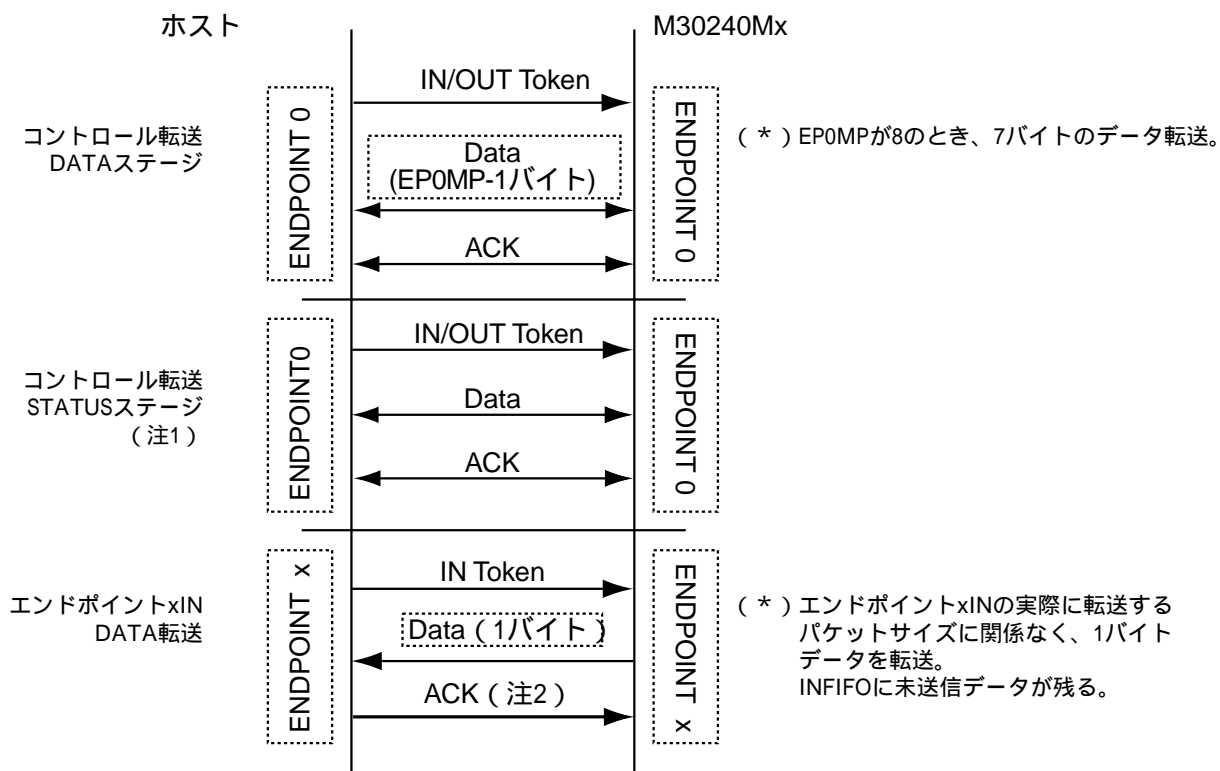 ホスト
M30240Mx
コントロール転送
DATAステージ
ENDPOINT 0
IN/OUT Token
Data
(EP0MP-1バイト)
ACK
ENDPOINT 0
(*)EP0MPが8のとき、7バイトのデータ転送。
コントロール転送
STATUSステージ
(注1)
ENDPOINT0
IN/OUT Token
Data
ACK
ENDPOINT 0
エンドポイントxIN
DATA転送
ENDPOINT x
IN Token
Data(1バイト)
ACK(注2)
ENDPOINT x
(*)エンドポイントxINの実際に転送する
パケットサイズに関係なく、1バイト
データを転送。
INFIFOに未送信データが残る。